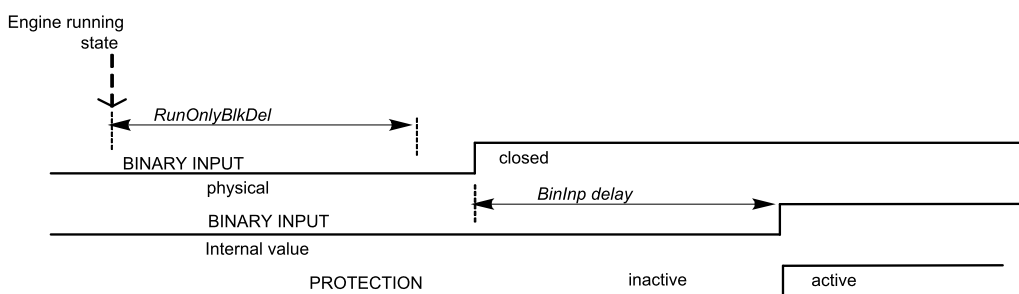 Engine running
state
RunOnlyBlkDel
BINARY INPUT
closed
physical
BinInp delay
BINARY INPUT
Internal value
PROTECTION inactive active